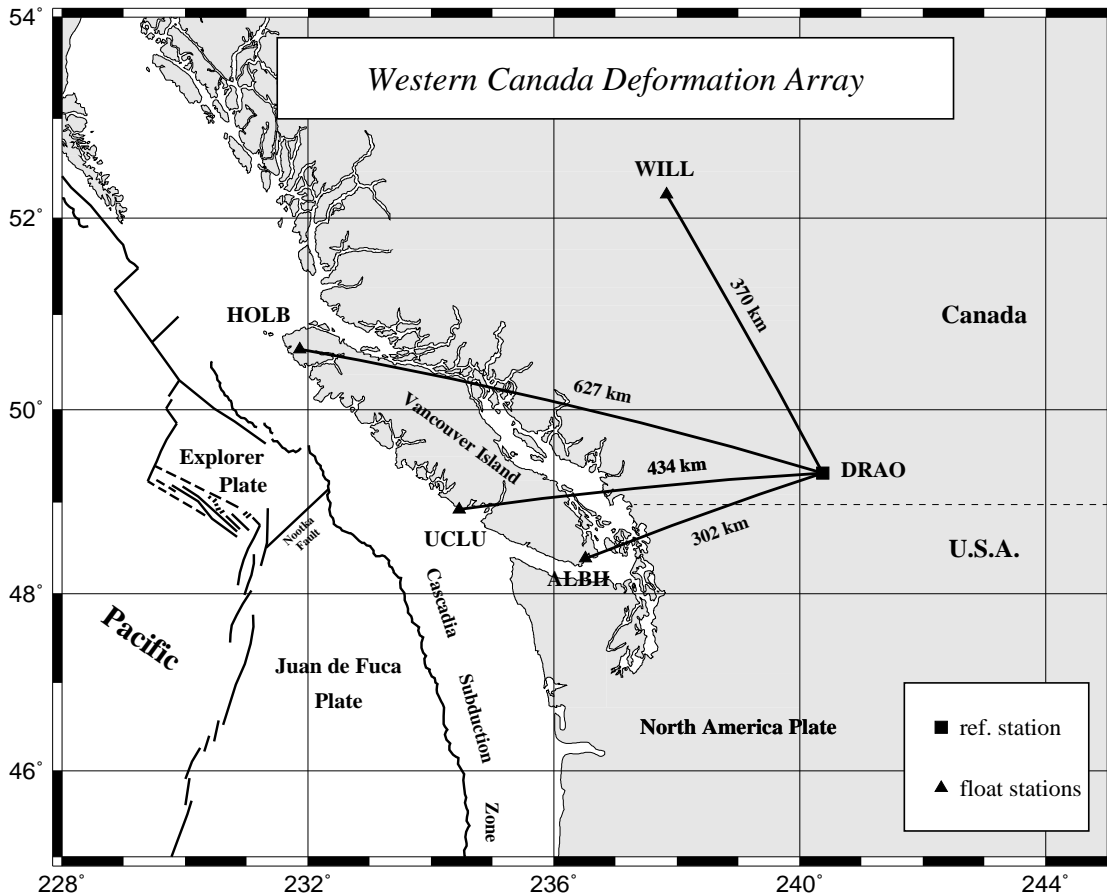 54°
Western Canada Deformation Array
WILL
52°
370 km
HOLB
Canada
627 km
50°
Vancouver Island
Explorer
Plate
434 km
DRAO
Nootka
Fault
UCLU
302 km
U.S.A.
ALBH
48°
Cascadia
Subduction
Zone
Pacific
Juan de Fuca
Plate
North America Plate
ref. station
46°
float stations
228°
232°
236°
240°
244°